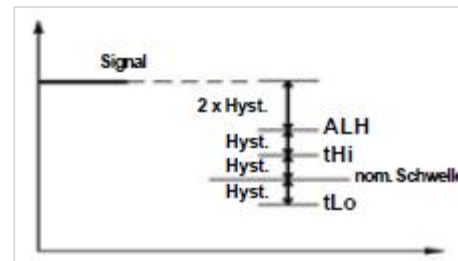 Signal
2 x Hyst.
ALH
Hyst.
tHi
Hyst.
nom. Schwelle
Hyst.
tLo